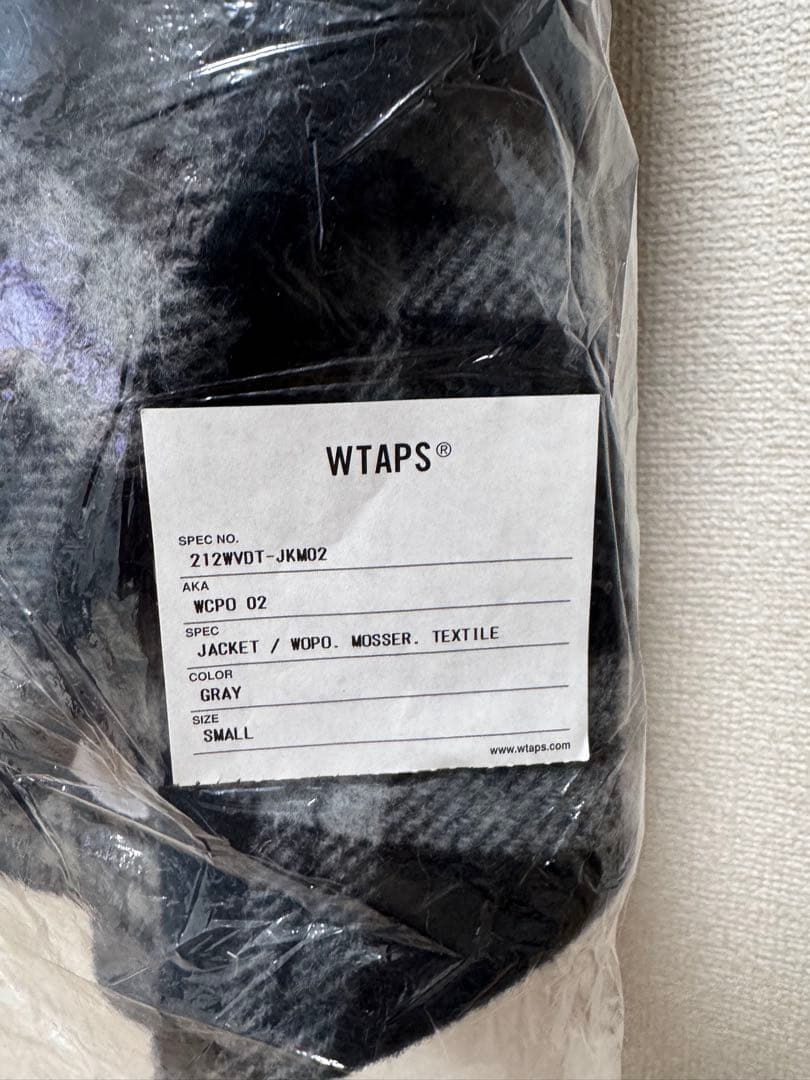 WTAPS®
SPEC NO.
212WVDT-JKM02
AKA
WCPO 02
SPEC
JACKET / WOPO. MOSSER. TEXTILE
COLOR
GRAY
SIZE
SMALL
www.wtaps.com